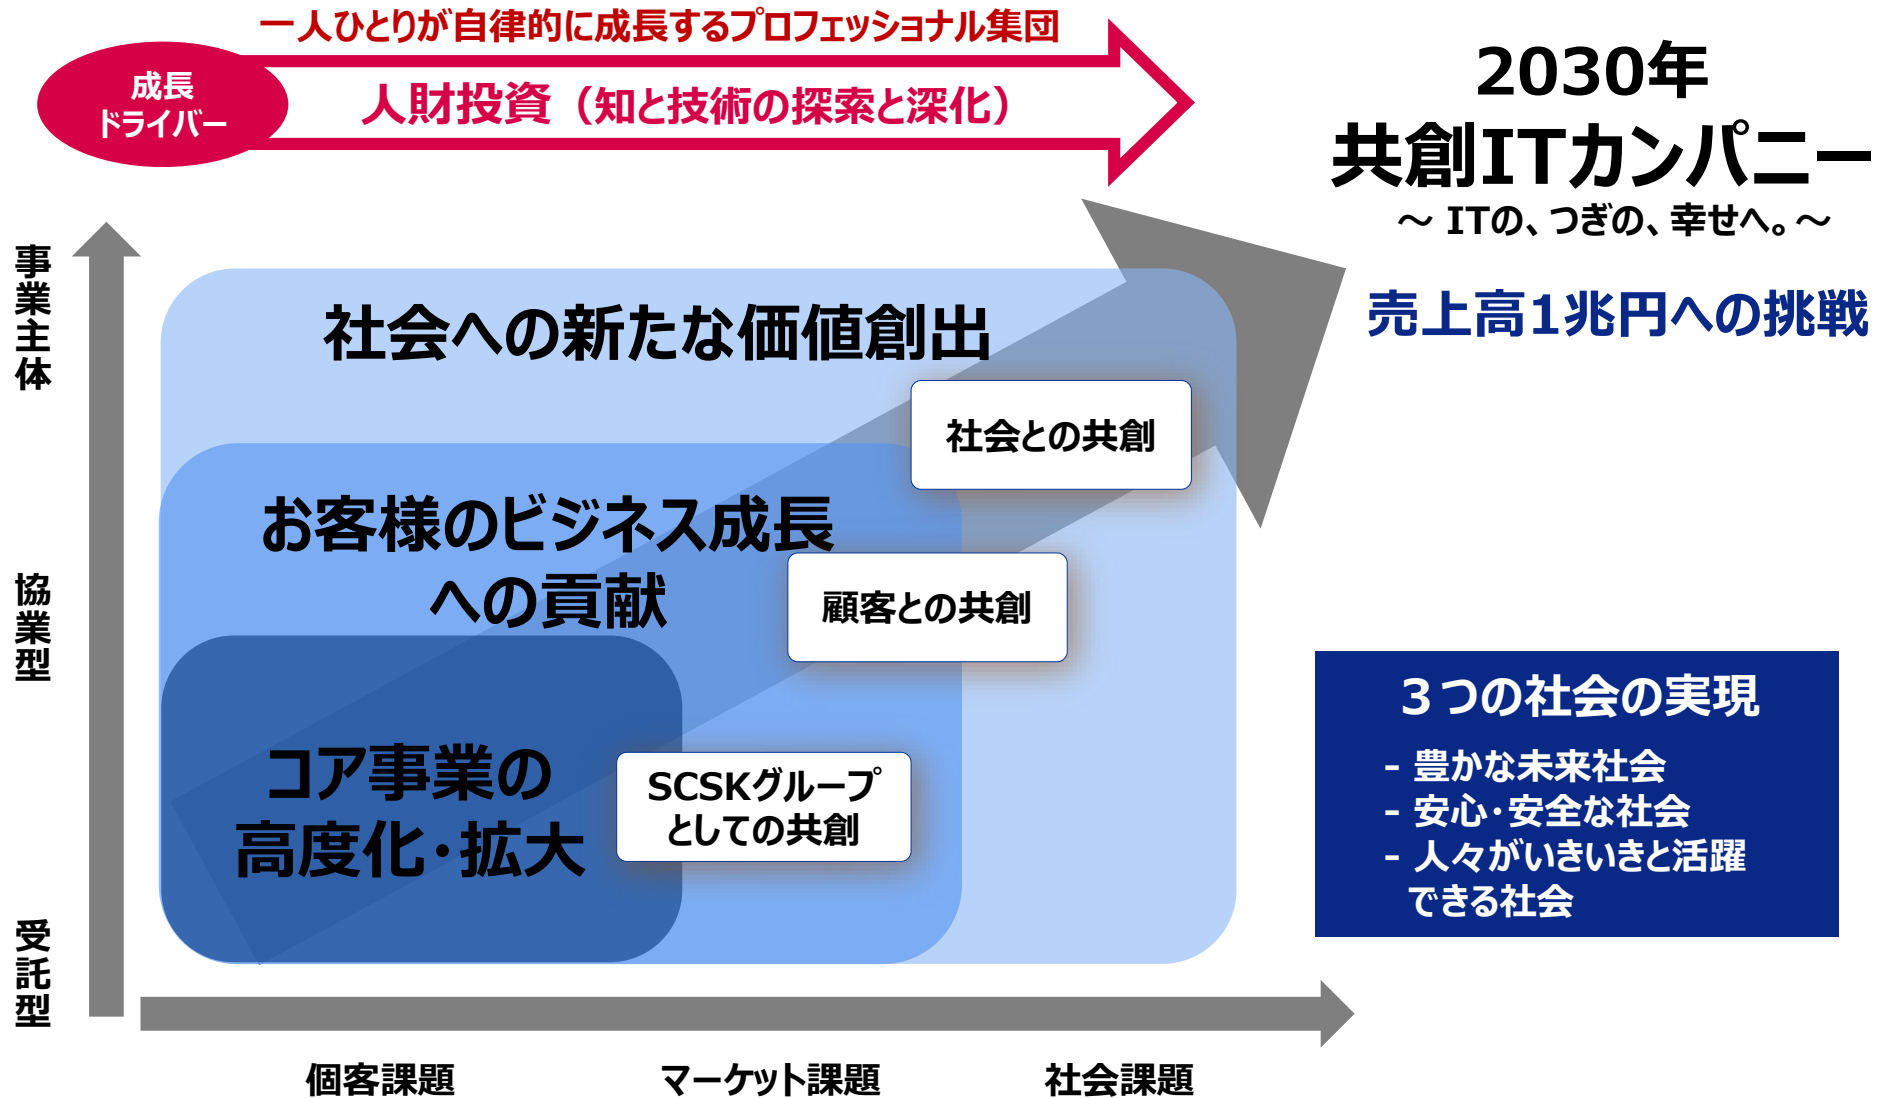 一人ひとりが自律的に成長するプロフェッショナル集団
成長
ドライバー
人財投資（知と技術の探索と深化）
2030年
共創ITカンパニー
～ ITの、つぎの、幸せへ。～
売上高1兆円への挑戦
事業主体
協業型
受託型
社会への新たな価値創出
社会との共創
お客様のビジネス成長
への貢献
顧客との共創
コア事業の
高度化・拡大
SCSKグループ
としての共創
３つの社会の実現
- 豊かな未来社会
- 安心・安全な社会
- 人々がいきいきと活躍
できる社会
個客課題
マーケット課題
社会課題